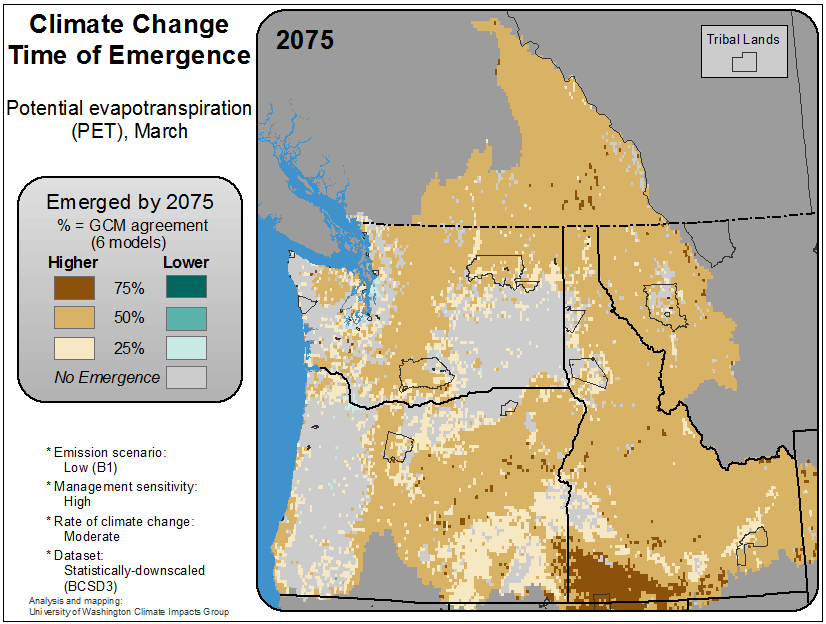 Climate Change
Time of Emergence
Potential evapotranspiration
(PET), March
Emerged by 2075
% = GCM agreement
(6 models)
Higher Lower
75%
50%
25%
No Emergence
* Emission scenario:
Low (B1)
* Management sensitivity:
High
* Rate of climate change:
Moderate
* Dataset:
Statistically-downscaled
(BCSD3)
Analysis and mapping:
University of Washington Climate Impacts Group
2075
Tribal Lands